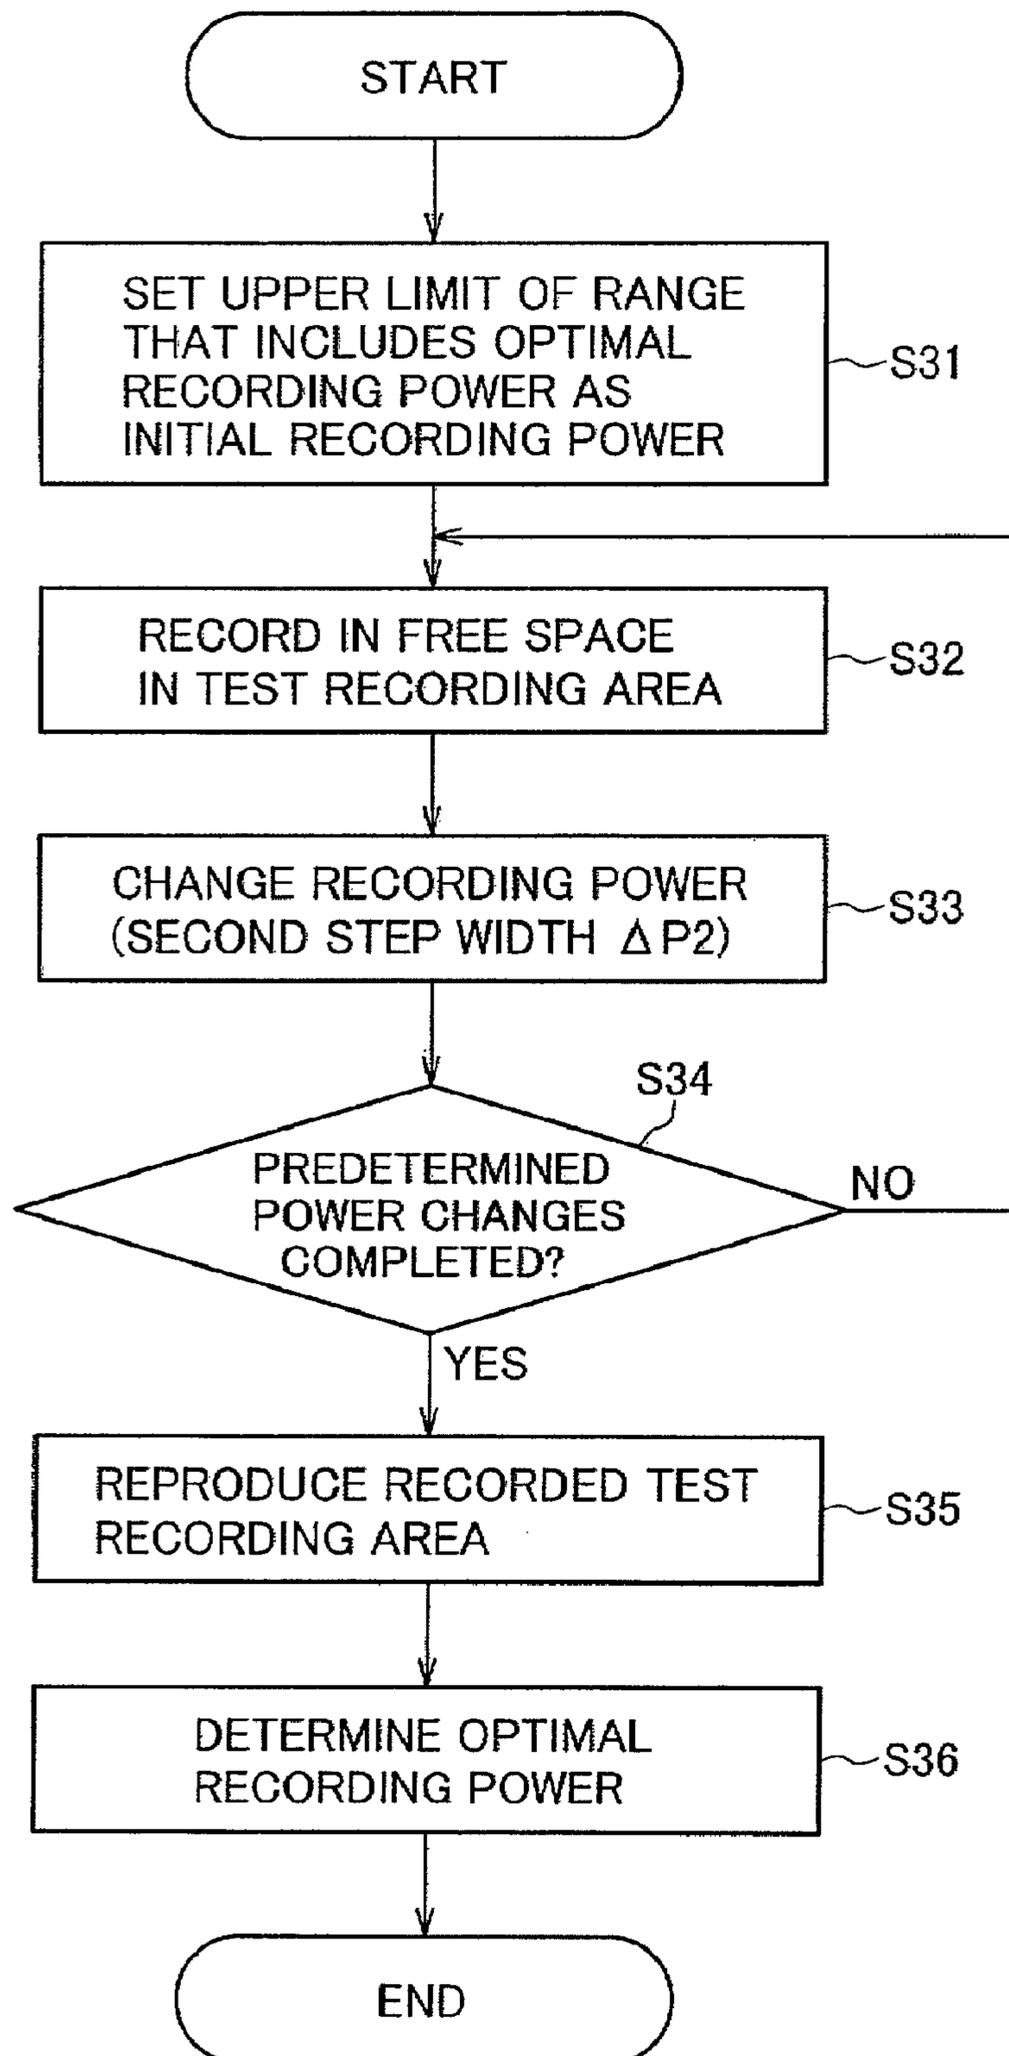 START
SET UPPER LIMIT OF RANGE
THAT INCLUDES OPTIMAL
RECORDING POWER AS
INITIAL RECORDING POWER
S31
RECORD IN FREE SPACE
IN TEST RECORDING AREA
S32
CHANGE RECORDING POWER
(SECOND STEP WIDTH ΔP2)
S33
S34
PREDETERMINED
POWER CHANGES
COMPLETED?
NO
YES
REPRODUCE RECORDED TEST
RECORDING AREA
S35
DETERMINE OPTIMAL
RECORDING POWER
S36
END